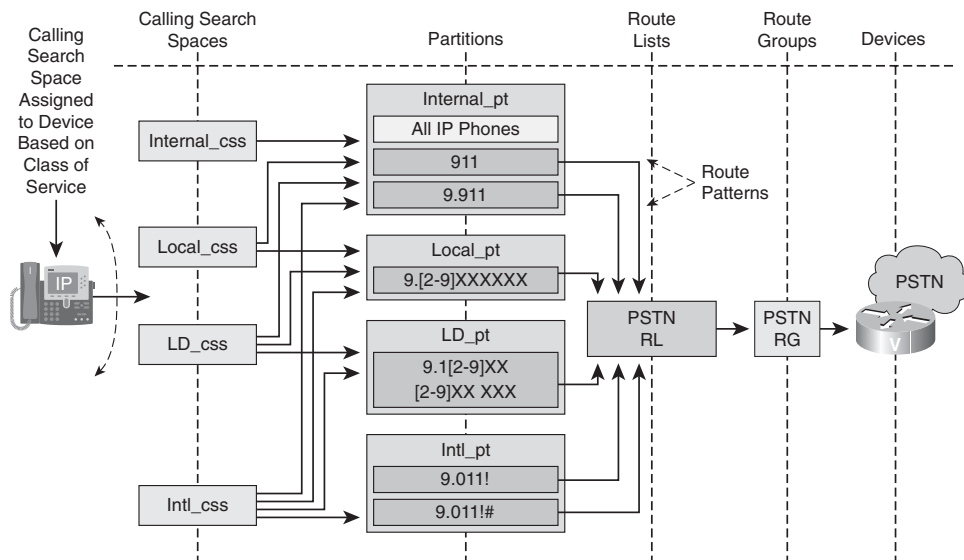 Calling
Search
Space
Assigned
to Device
Based on
Class of
Service
IP
Calling Search
Spaces
Internal_css
Local_css
LD_css
Intl_css
Partitions
Internal_pt
All IP Phones
911
9.911
Local_pt
9.[2-9]XXXXXX
LD_pt
9.1[2-9]XX
[2-9]XX XXX
Intl_pt
9.011!
9.011!#
Route
Lists
Route
Patterns
PSTN
RL
Route
Groups
PSTN
RG
Devices
PSTN
V